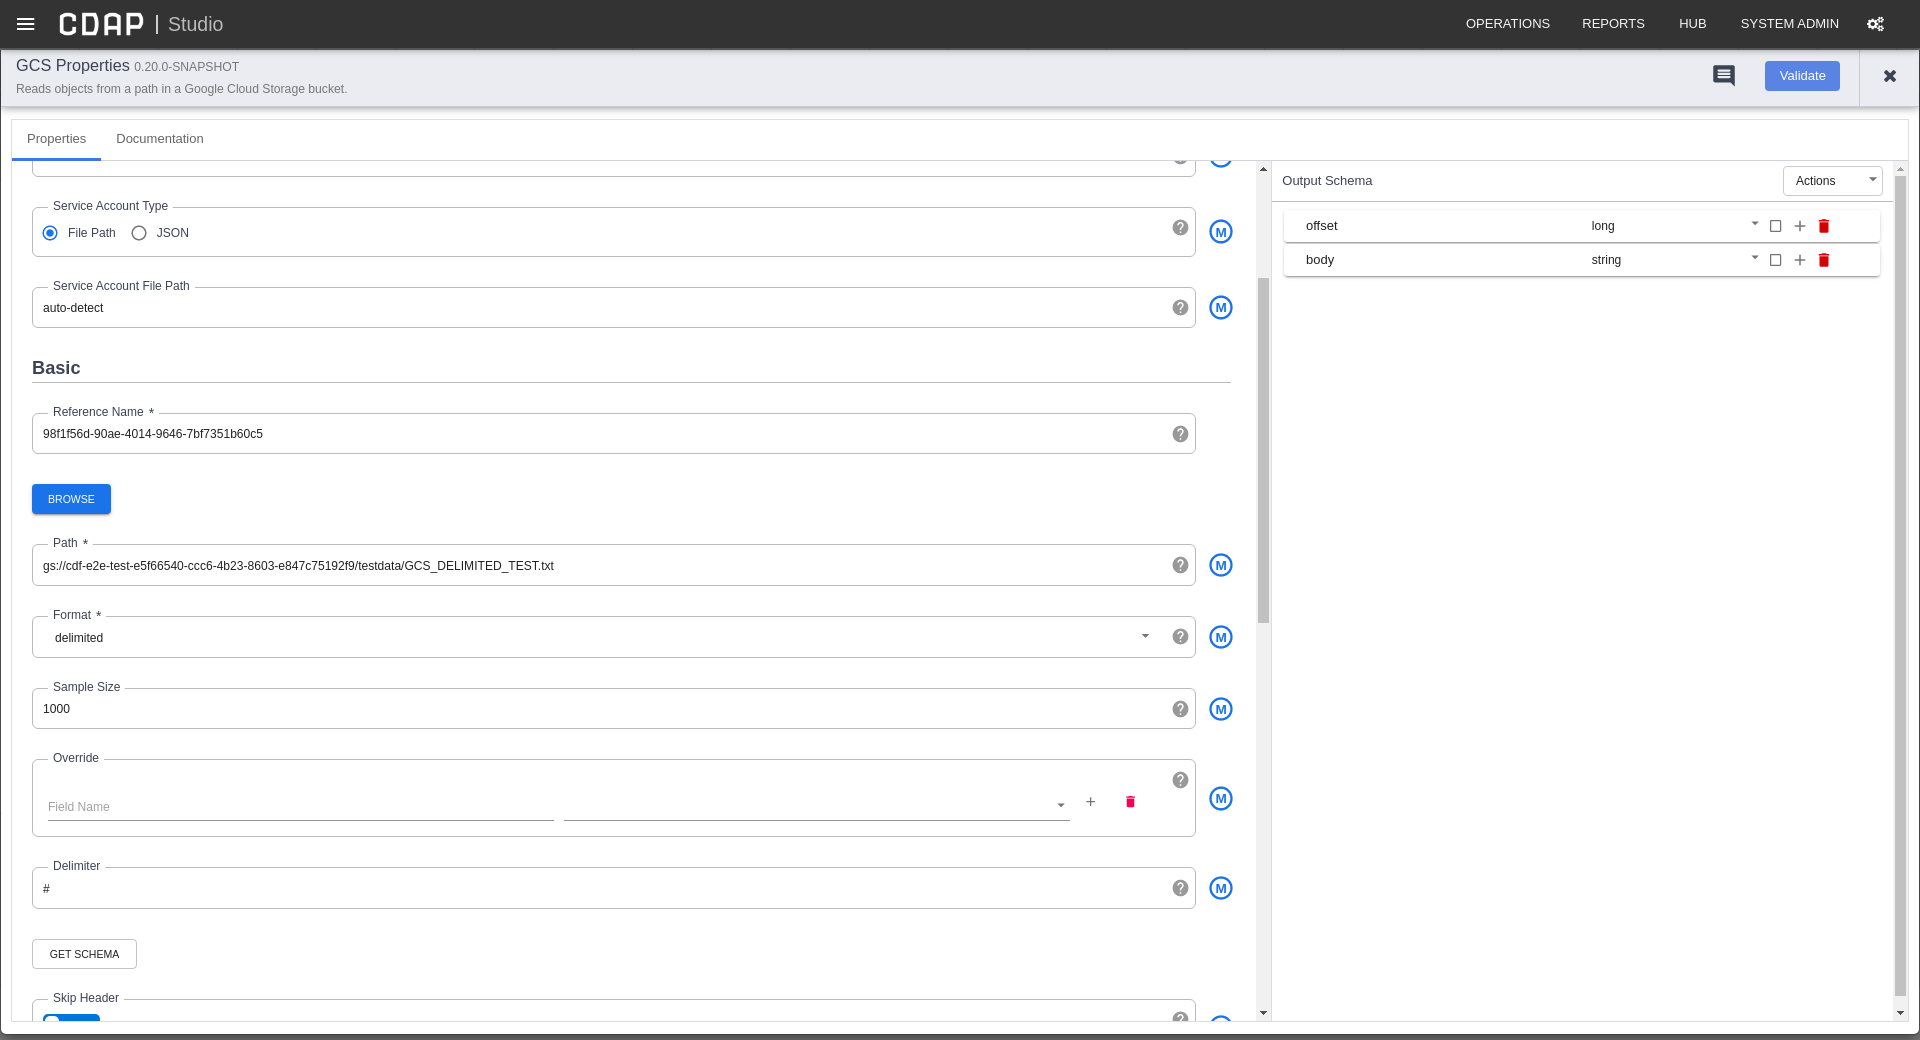 CDAP | Studio
OPERATIONS REPORTS HUB SYSTEM ADMIN
GCS Properties 0.20.0-SNAPSHOT
Reads objects from a path in a Google Cloud Storage bucket.
Validate
Properties Documentation
Output Schema
Actions
Service Account Type
File Path JSON
M
offset long
body string
Service Account File Path
auto-detect
M
Basic
Reference Name *
98f1f56d-90ae-4014-9646-7bf7351b60c5
BROWSE
Path *
gs://cdf-e2e-test-e5f66540-ccc6-4b23-8603-e847c75192f9/testdata/GCS_DELIMITED_TEST.txt
M
Format *
delimited
M
Sample Size
1000
M
Override
Field Name
M
Delimiter
#
M
GET SCHEMA
Skip Header